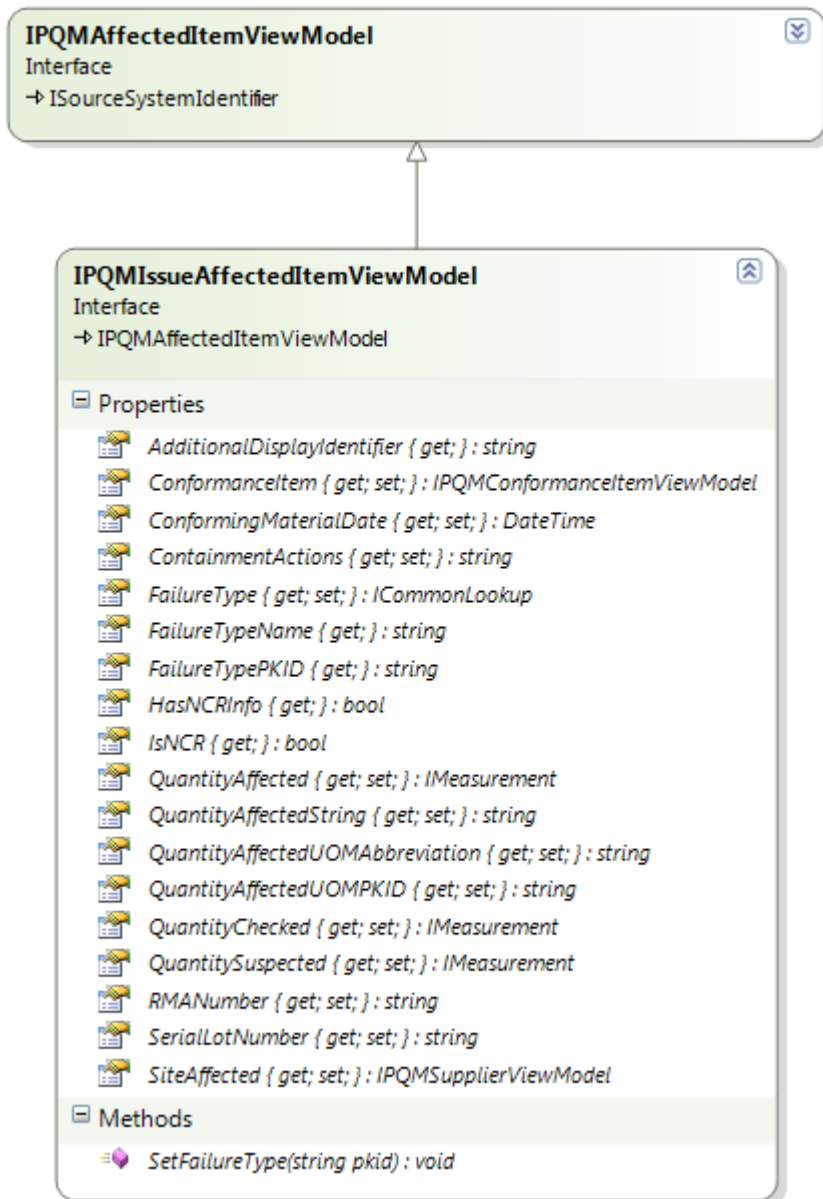 IPQMAffectedItemViewModel
Interface
ISourceSystemIdentifier
IPQMIssueAffectedItemViewModel
Interface
IPQMAffectedItemViewModel
Properties
AdditionalDisplayIdentifier { get; } : string
ConformanceItem { get; set; } : IPQMConformanceItemViewModel
ConformingMaterialDate { get; set; } : DateTime
ContainmentActions { get; set; } : string
FailureType { get; set; } : ICommonLookup
FailureTypeName { get; } : string
FailureTypePKID { get; } : string
HasNCRInfo { get; } : bool
IsNCR { get; } : bool
QuantityAffected { get; set; } : IMeasurement
QuantityAffectedString { get; set; } : string
QuantityAffectedUOMAbbreviation { get; set; } : string
QuantityAffectedUOMPKID { get; set; } : string
QuantityChecked { get; set; } : IMeasurement
QuantitySuspected { get; set; } : IMeasurement
RMANumber { get; set; } : string
SerialLotNumber { get; set; } : string
SiteAffected { get; set; } : IPQMSupplierViewModel
Methods
SetFailureType(string pkid) : void